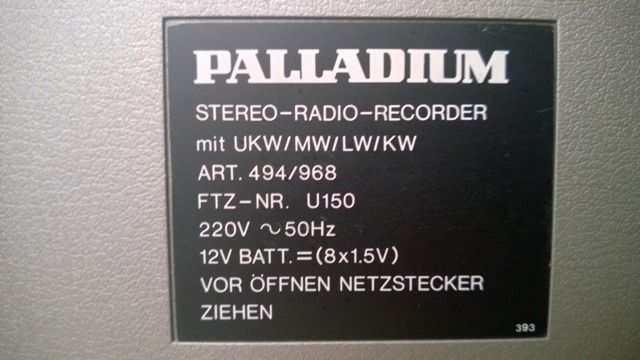 PALLADIUM
STEREO-RADIO-RECORDER
mit UKW/MW/LW/KW
ART. 494/968
FTZ-NR. U150
220V ~50Hz
12V BATT.=(8x1.5V)
VOR ÖFFNEN NETZSTECKER
ZIEHEN
393